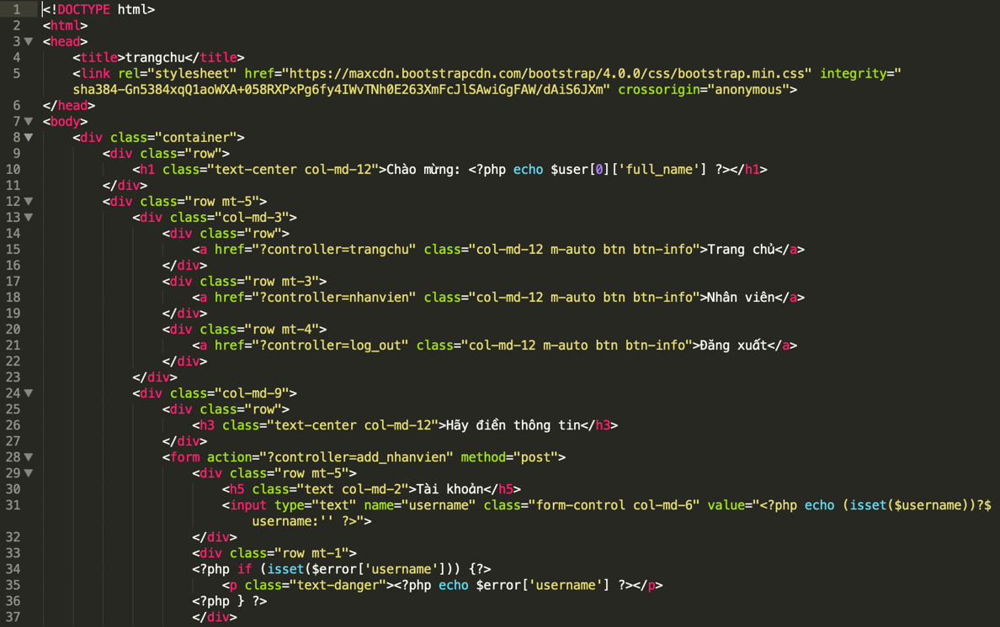 1 <!DOCTYPE html>
2 <html>
3 <head>
4 <title>trangchu</title>
5 <link rel="stylesheet" href="https://maxcdn.bootstrapcdn.com/bootstrap/4.0.0/css/bootstrap.min.css" integrity="
sha384-Gn5384xqQ1aoWXA+058RXPxPg6fy4IWvTNh0E263XmFcJlSAwiGgFAW/dAiS6JXm" crossorigin="anonymous">
6 </head>
7 <body>
8 <div class="container">
9 <div class="row">
10 <h1 class="text-center col-md-12">Chào mừng: <?php echo $user[0]['full_name'] ?></h1>
11 </div>
12 <div class="row mt-5">
13 <div class="col-md-3">
14 <div class="row">
15 <a href="?controller=trangchu" class="col-md-12 m-auto btn btn-info">Trang chủ</a>
16 </div>
17 <div class="row mt-3">
18 <a href="?controller=nhanvien" class="col-md-12 m-auto btn btn-info">Nhân viên</a>
19 </div>
20 <div class="row mt-4">
21 <a href="?controller=log_out" class="col-md-12 m-auto btn btn-info">Đăng xuất</a>
22 </div>
23 </div>
24 <div class="col-md-9">
25 <div class="row">
26 <h3 class="text-center col-md-12">Hãy điền thông tin</h3>
27 </div>
28 <form action="?controller=add_nhanvien" method="post">
29 <div class="row mt-5">
30 <h5 class="text col-md-2">Tài khoản</h5>
31 <input type="text" name="username" class="form-control col-md-6" value="<?php echo (isset($username))?$
username:'' ?>">
32 </div>
33 <div class="row mt-1">
34 <?php if (isset($error['username'])) {?>
35 <p class="text-danger"><?php echo $error['username'] ?></p>
36 <?php } ?>
37 </div>